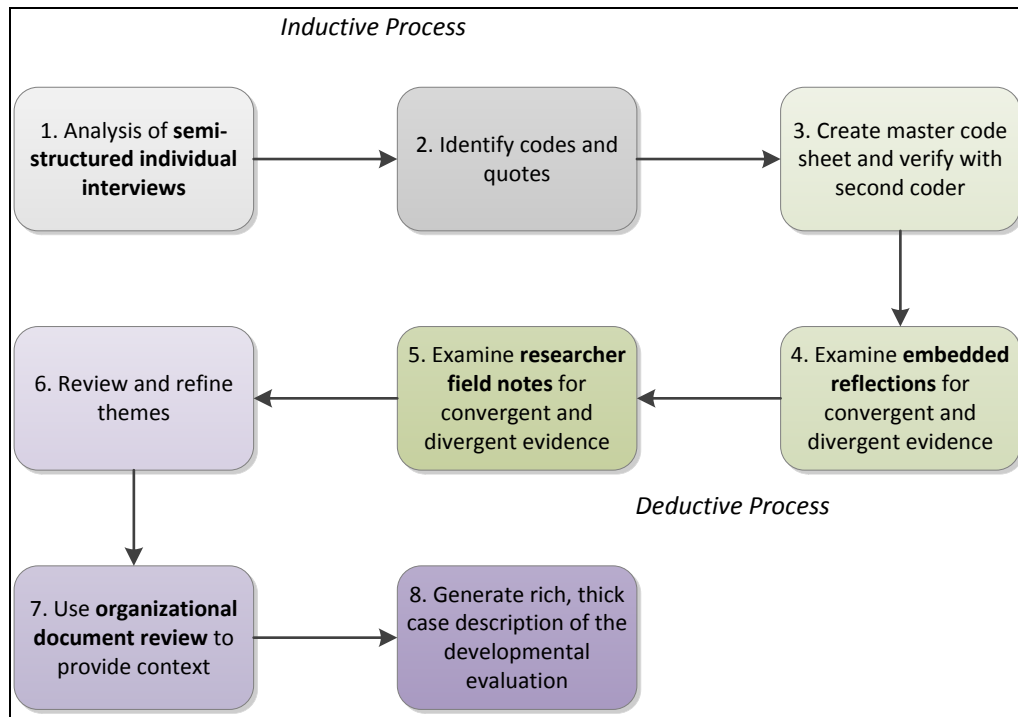 Inductive Process
1. Analysis of semi-
structured individual
interviews
2. Identify codes and
quotes
3. Create master code
sheet and verify with
second coder
4. Examine embedded
reflections for
convergent and
divergent evidence
5. Examine researcher
field notes for
convergent and
divergent evidence
6. Review and refine
themes
Deductive Process
7. Use organizational
document review to
provide context
8. Generate rich, thick
case description of the
developmental
evaluation